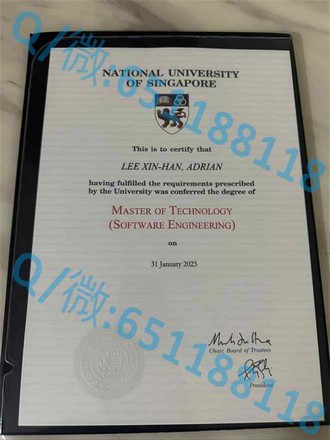 NATIONAL UNIVERSITY
OF SINGAPORE
This is to certify that
LEE XIN-HAN, ADRIAN
having fulfilled the requirements prescribed
by the University was conferred the degree of
MASTER OF TECHNOLOGY
(SOFTWARE ENGINEERING)
on
31 January 2023
Chair, Board of Trustees
President
Q/微:651188118
Q/微:651188118